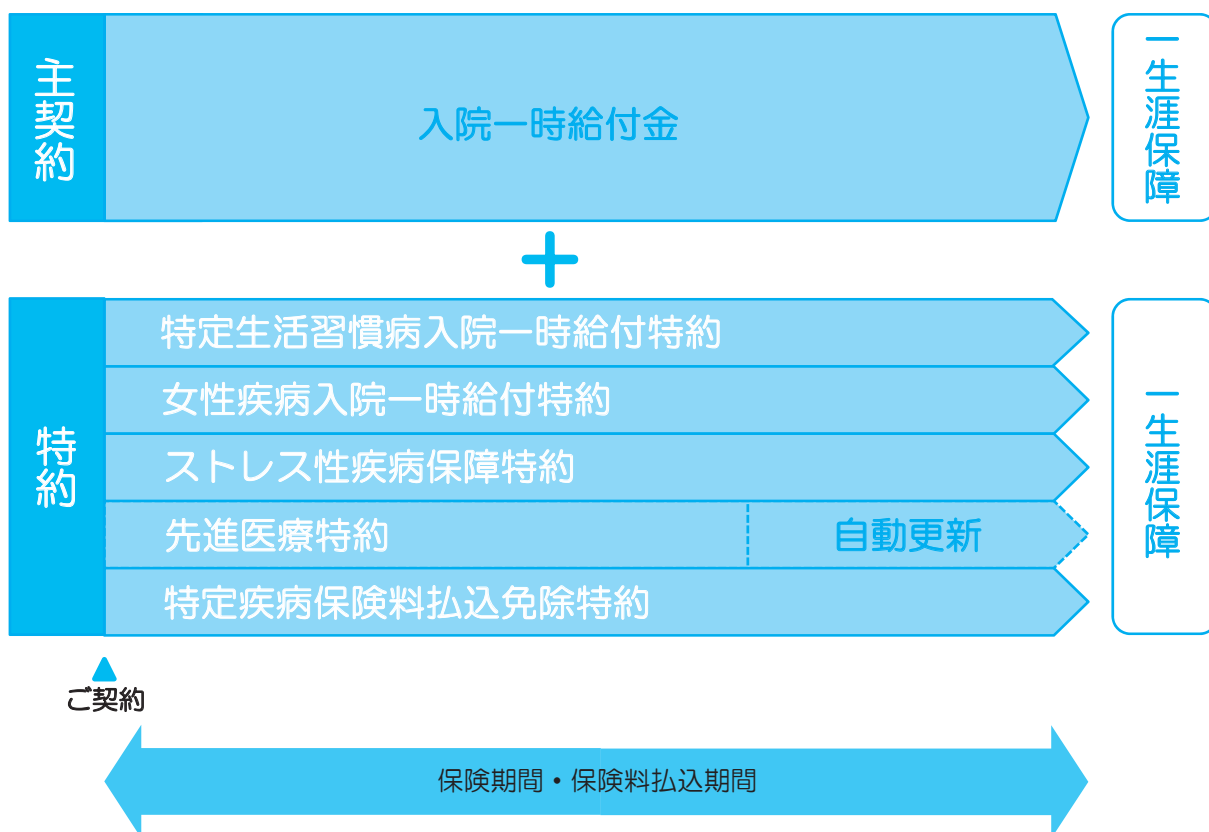 主契約
入院一時給付金
一生涯保障
+
特約
特定生活習慣病入院一時給付特約
女性疾病入院一時給付特約
ストレス性疾病保障特約
先進医療特約
自動更新
特定疾病保険料払込免除特約
一生涯保障
ご契約
保険期間・保険料払込期間